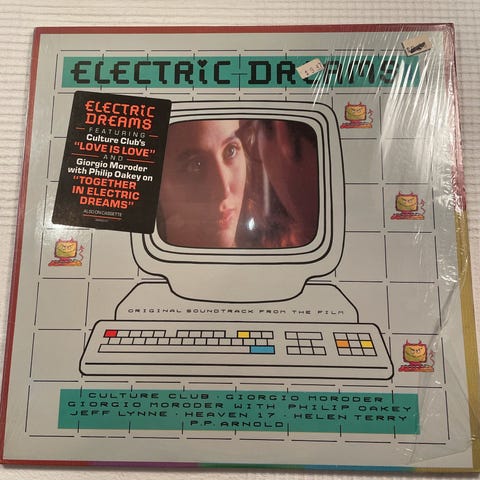 ELECTRIC DREAMS
ELECTRIC
DREAMS
FEATURING
Culture Club's
"LOVE IS LOVE"
AND
Giorgio Moroder
with Philip Oakey on
"TOGETHER
IN ELECTRIC
DREAMS"
ALSO ON CASSETTE
ORIGINAL SOUNDTRACK FROM THE FILM
CULTURE CLUB · GIORGIO MORODER
GIORGIO MORODER WITH PHILIP OAKEY
JEFF LYNNE · HEAVEN 17 · HELEN TERRY
P.P. ARNOLD